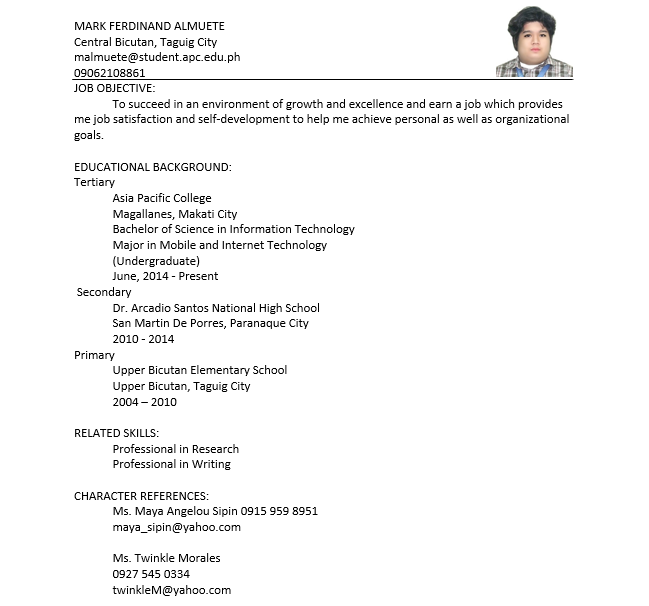 MARK FERDINAND ALMUETE
Central Bicutan, Taguig City
malmuete@student.apc.edu.ph
09062108861
JOB OBJECTIVE:
To succeed in an environment of growth and excellence and earn a job which provides
me job satisfaction and self-development to help me achieve personal as well as organizational
goals.
EDUCATIONAL BACKGROUND:
Tertiary
Asia Pacific College
Magallanes, Makati City
Bachelor of Science in Information Technology
Major in Mobile and Internet Technology
(Undergraduate)
June, 2014 - Present
Secondary
Dr. Arcadio Santos National High School
San Martin De Porres, Paranaque City
2010 - 2014
Primary
Upper Bicutan Elementary School
Upper Bicutan, Taguig City
2004 – 2010
RELATED SKILLS:
Professional in Research
Professional in Writing
CHARACTER REFERENCES:
Ms. Maya Angelou Sipin 0915 959 8951
maya_sipin@yahoo.com
Ms. Twinkle Morales
0927 545 0334
twinkleM@yahoo.com